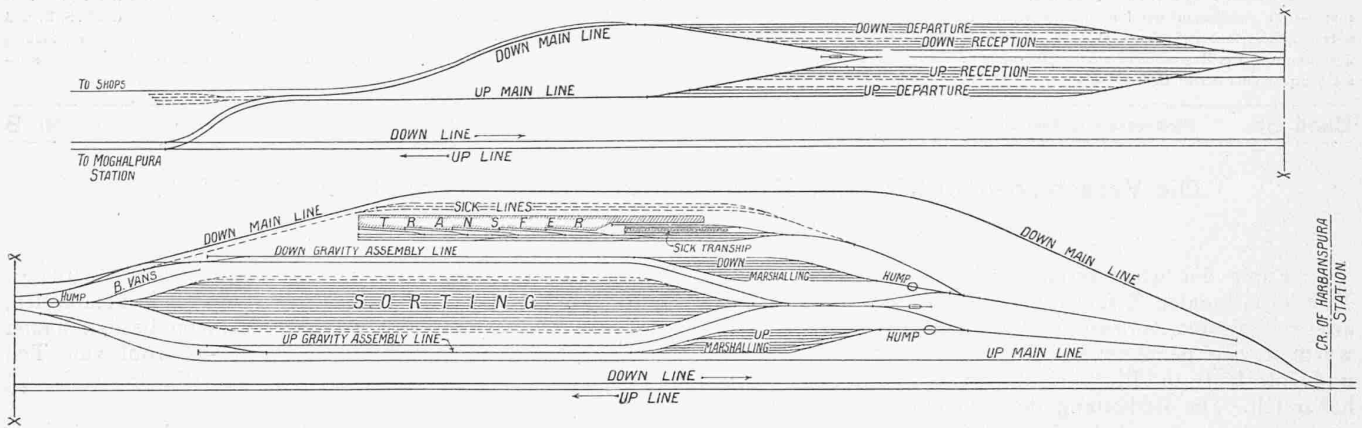 DOWN DEPARTURE
DOWN MAIN LINE
DOWN RECEPTION
TO SHOPS
UP MAIN LINE
UP RECEPTION
UP DEPARTURE
DOWN LINE
TO MOGHALPURA
STATION
UP LINE
X
X
DOWN MAIN LINE
SICK LINES
TRANSFER
SICK TRANSHIP
DOWN MAIN LINE
DOWN GRAVITY ASSEMBLY LINE
DOWN
MARSHALLING
B. VANS
HUMP
HUMP
SORTING
UP GRAVITY ASSEMBLY LINE
UP
MARSHALLING
HUMP
UP MAIN LINE
CR. OF HARBANSPURA
STATION.
DOWN LINE
UP LINE
X
X